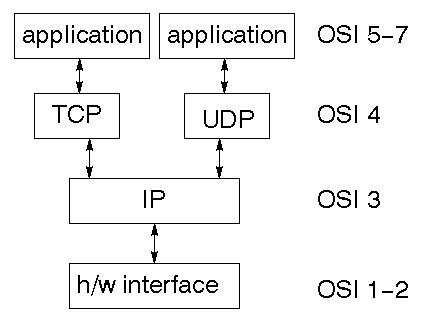 application application OSI 5–7
TCP UDP OSI 4
IP OSI 3
h/w interface OSI 1–2